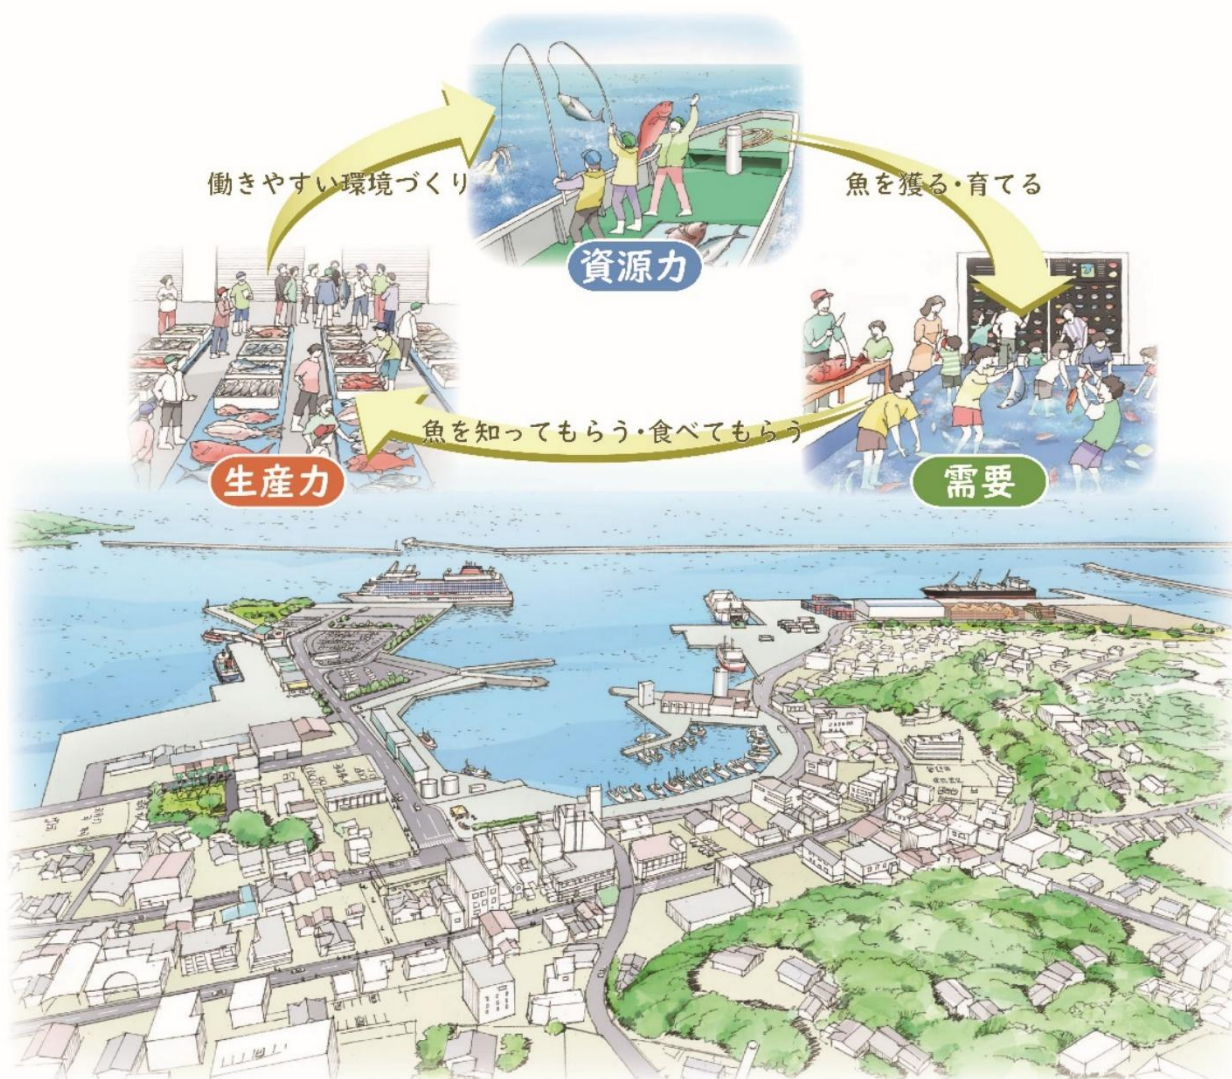 働きやすい環境づくり
魚を獲る・育てる
資源力
魚を知ってもらう・食べてもらう
生産力
需要